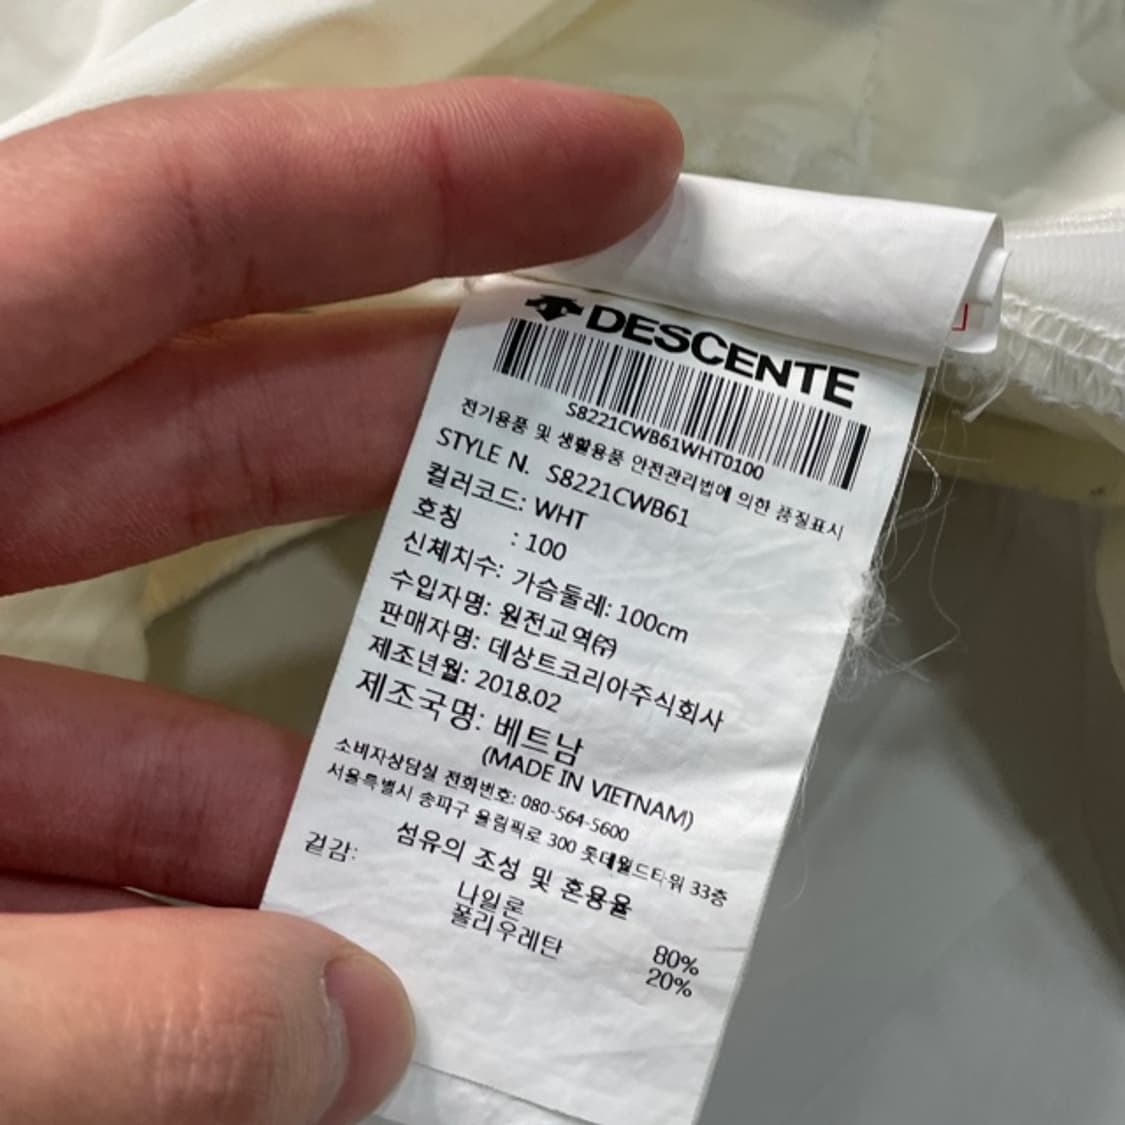 DESCENTE
S8221CWB61WHT0100
전기용품 및 생활용품 안전관리법에 의한 품질표시
STYLE N. S8221CWB61
컬러코드: WHT
호칭 : 100
신체치수: 가슴둘레: 100cm
수입자명: 원전교역㈜
판매자명: 데상트코리아주식회사
제조년월: 2018.02
제조국명: 베트남
(MADE IN VIETNAM)
소비자상담실 전화번호: 080-564-5600
서울특별시 송파구 올림픽로 300 롯데월드타워 33층
섬유의 조성 및 혼용율
겉감:
나일론 80%
폴리우레탄 20%